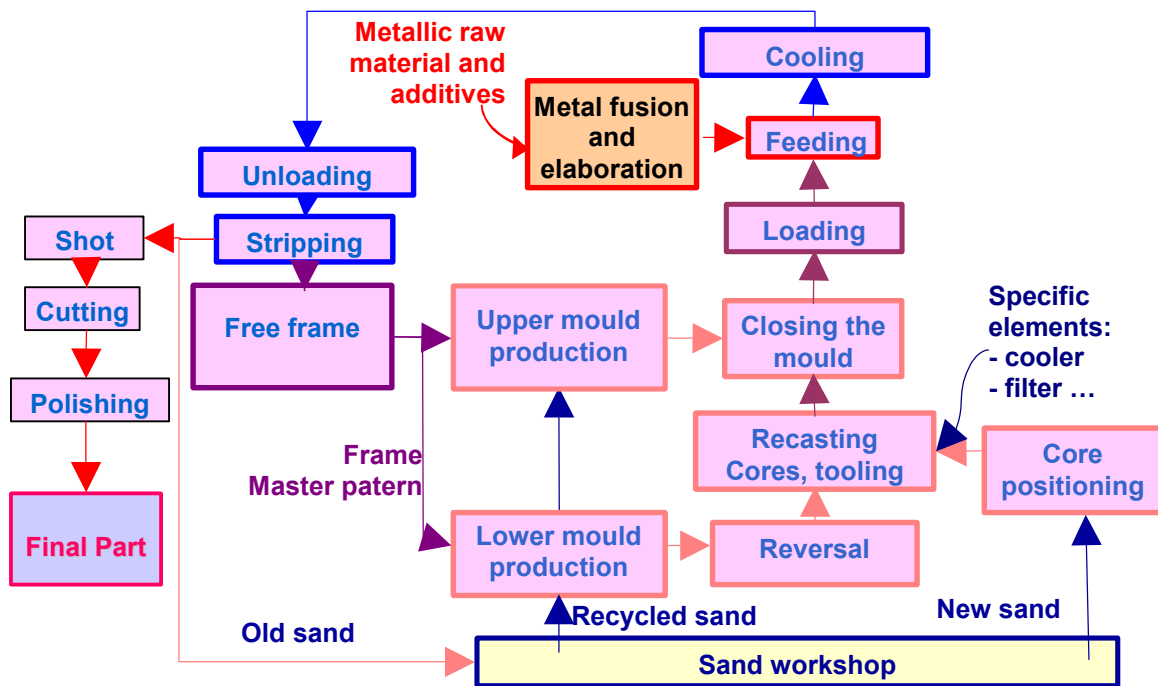 Metallic raw
material and
additives
Cooling
Metal fusion
and
elaboration
Feeding
Unloading
Loading
Shot
Stripping
Cutting
Free frame
Upper mould
production
Closing the
mould
Specific
elements:
- cooler
- filter …
Polishing
Frame
Master patern
Recasting
Cores, tooling
Core
positioning
Final Part
Lower mould
production
Reversal
Old sand
Recycled sand
New sand
Sand workshop